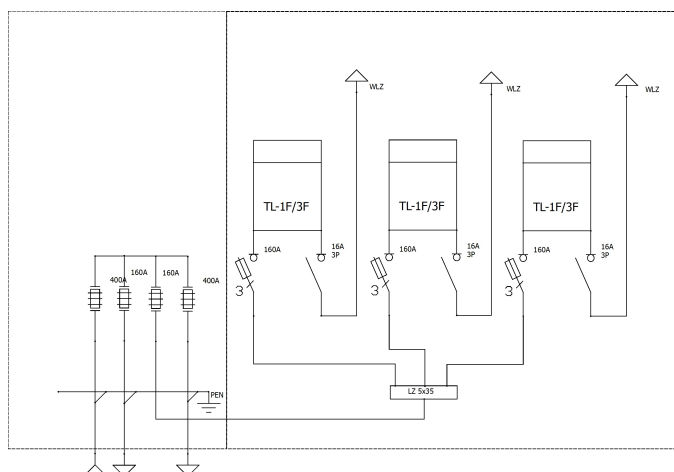 WLZ
WLZ
WLZ
TL-1F/3F
TL-1F/3F
TL-1F/3F
160A
16A
3P
160A
16A
3P
160A
16A
3P
400A
160A
160A
400A
3
3
3
LZ 5x35
PEN